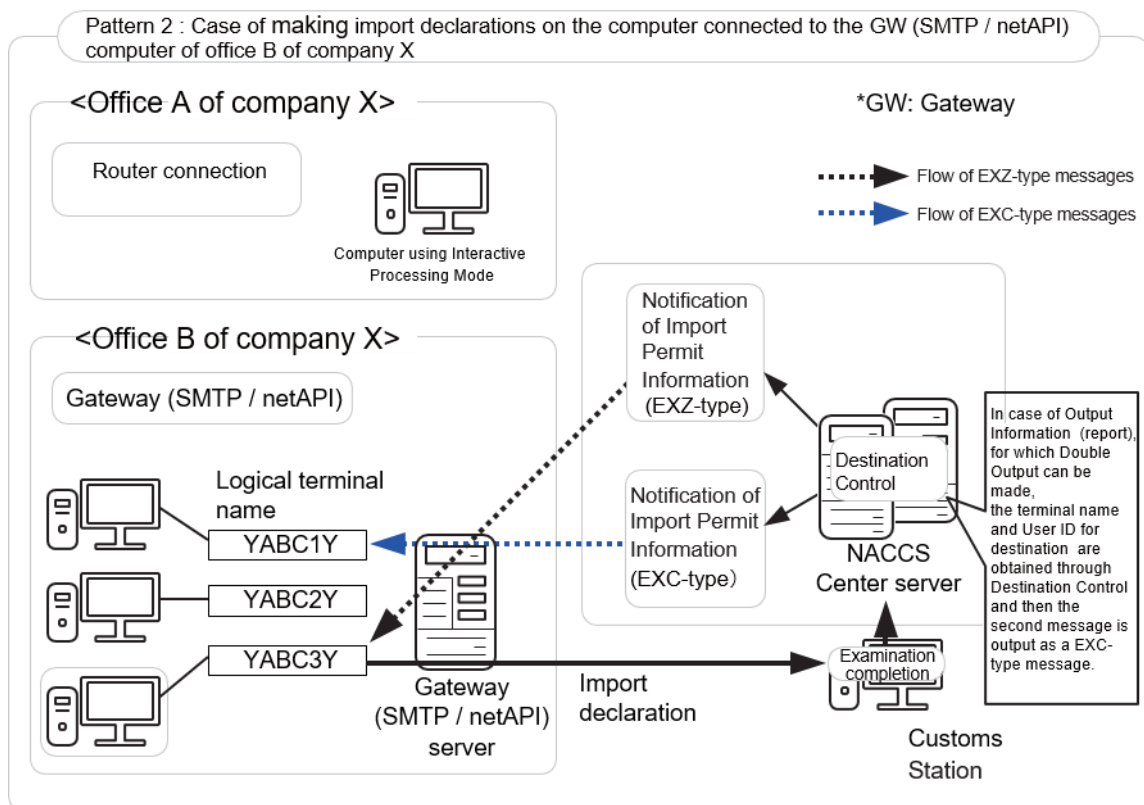 Pattern 2 : Case of making import declarations on the computer connected to the GW (SMTP / netAPI)
computer of office B of company X
<Office A of company X>
*GW: Gateway
Router connection
Computer using Interactive
Processing Mode
Flow of EXZ-type messages
Flow of EXC-type messages
<Office B of company X>
Gateway (SMTP / netAPI)
Logical terminal
name
YABC1Y
YABC2Y
YABC3Y
Gateway
(SMTP / netAPI)
server
Notification
of Import
Permit
Information
(EXZ-type)
Notification of
Import Permit
Information
(EXC-type)
Destination
Control
NACCS
Center server
In case of Output
Information (report),
for which Double
Output can be
made,
the terminal name
and User ID for
destination are
obtained through
Destination Control
and then the
second message is
output as a EXC-
type message.
Import
declaration
Examination
completion
Customs
Station